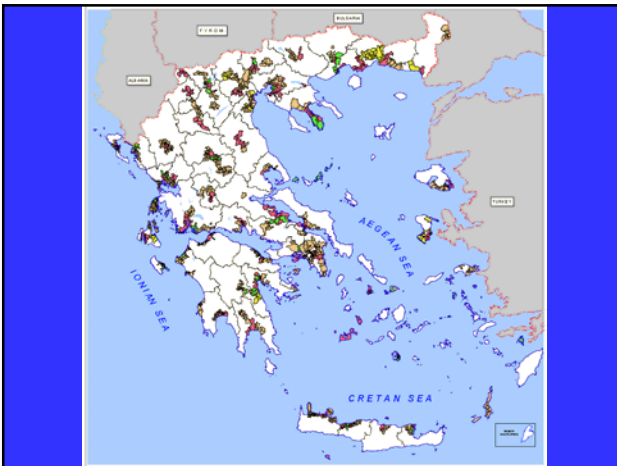 BULGARIA
F Y R O M
ALBANIA
TURKEY
AEGEAN SEA
IONIAN SEA
CRETAN SEA